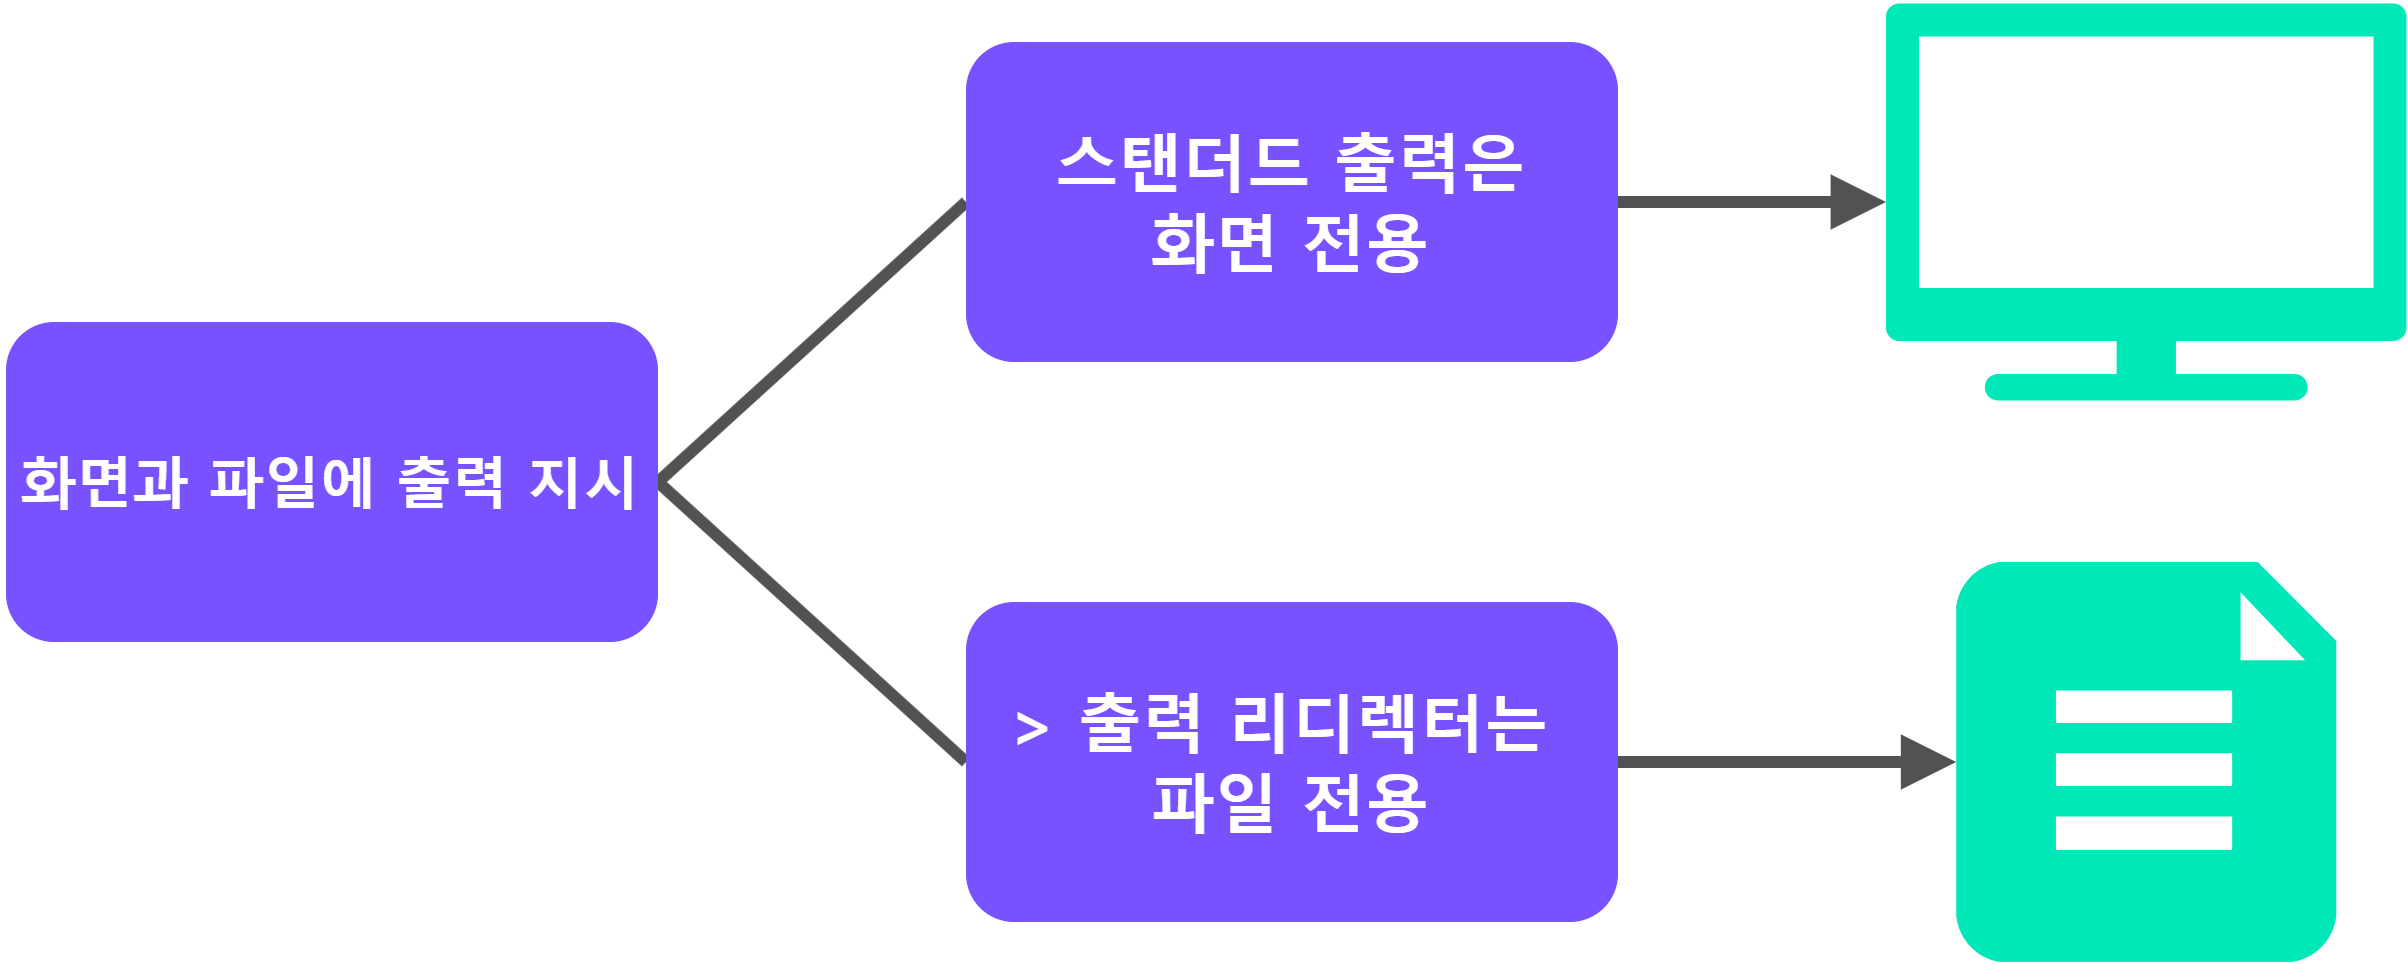 스탠더드 출력은
화면 전용
화면과 파일에 출력 지시
> 출력 리디렉터는
파일 전용